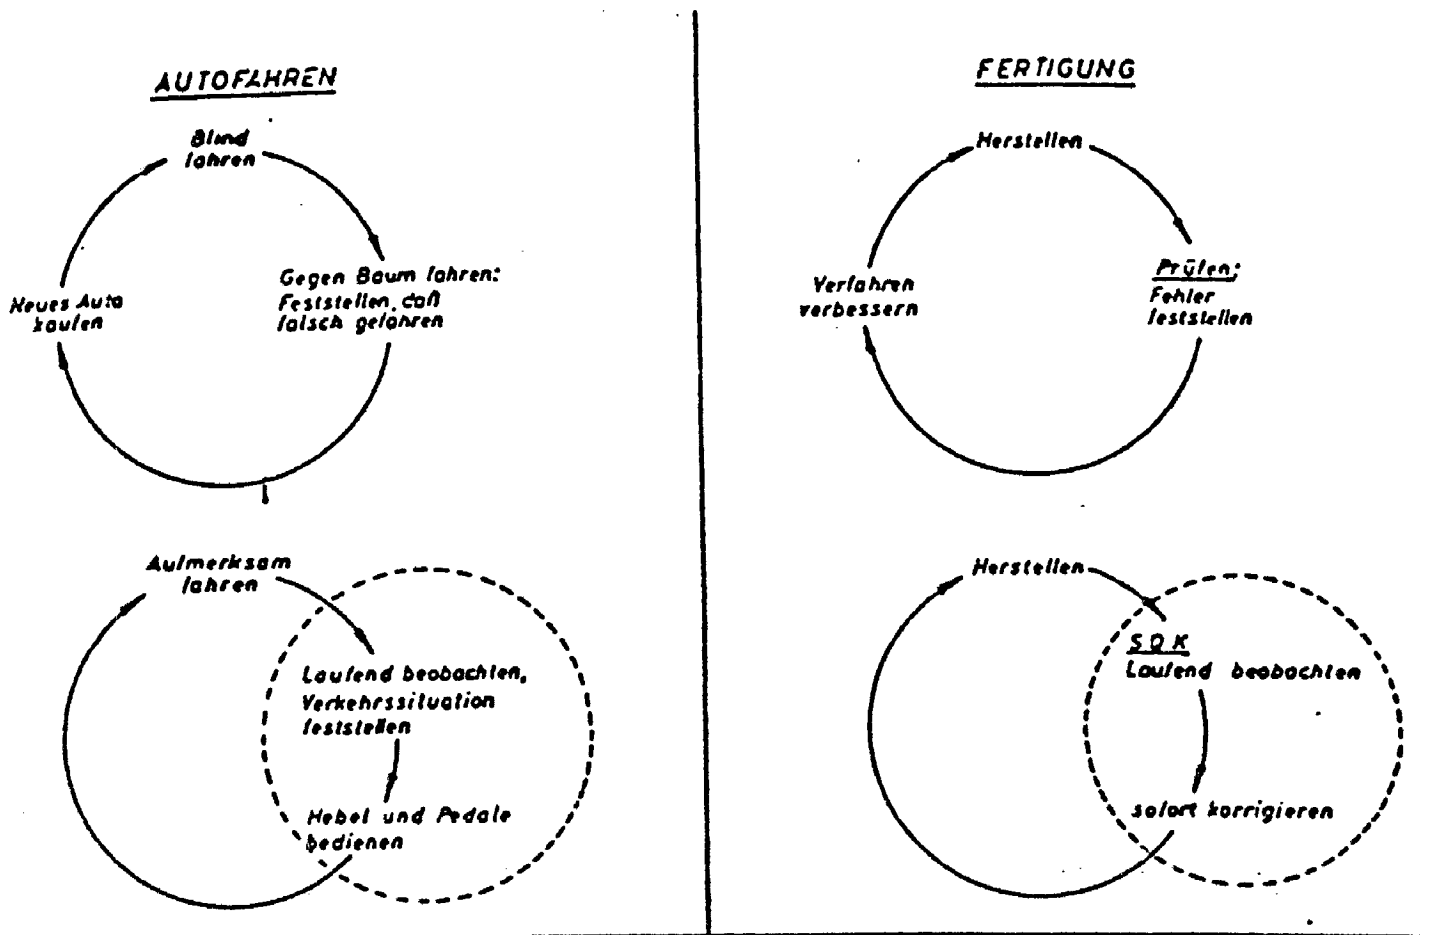 AUTOFAHREN
Blind
fahren
Gegen Baum fahren:
Feststellen, daß
falsch gefahren
Neues Auto
kaufen
Aufmerksam
fahren
Laufend beobachten,
Verkehrssituation
feststellen
Hebel und Pedale
bedienen
FERTIGUNG
Herstellen
Prüfen:
Fehler
feststellen
Verfahren
verbessern
Herstellen
SQK
Laufend beobachten
sofort korrigieren